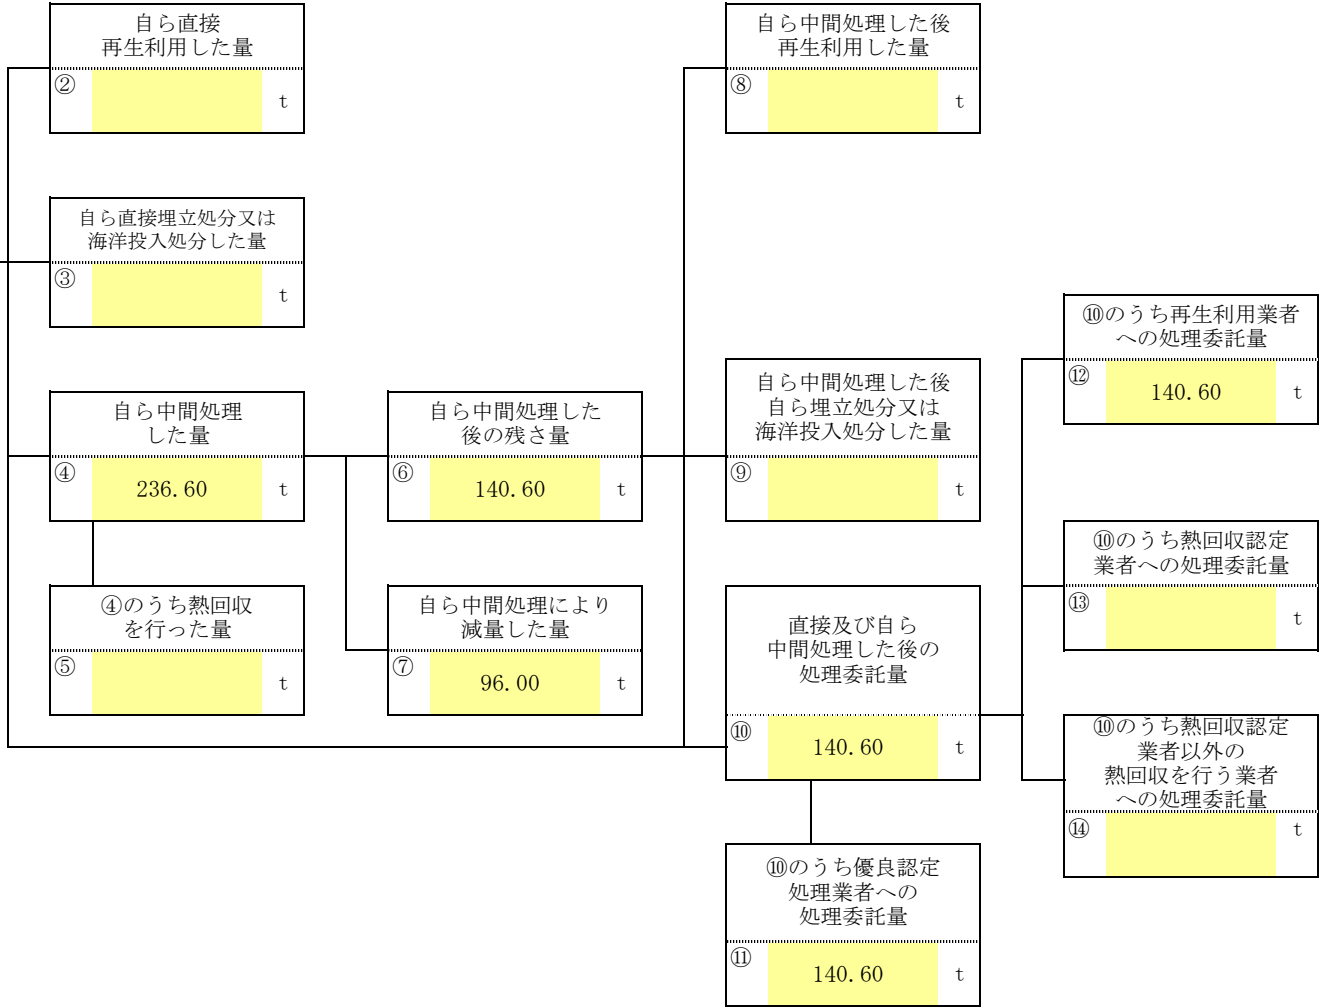 自ら直接
再生利用した量
②
t
自ら直接埋立処分又は
海洋投入処分した量
③
t
自ら中間処理
した量
④
236.60 t
④のうち熱回収
を行った量
⑤
t
自ら中間処理した
後の残さ量
⑥
140.60 t
自ら中間処理により
減量した量
⑦
96.00 t
自ら中間処理した後
再生利用した量
⑧
t
自ら中間処理した後
自ら埋立処分又は
海洋投入処分した量
⑨
t
直接及び自ら
中間処理した後の
処理委託量
⑩
140.60 t
⑩のうち優良認定
処理業者への
処理委託量
⑪
140.60 t
⑩のうち再生利用業者
への処理委託量
⑫
140.60 t
⑩のうち熱回収認定
業者への処理委託量
⑬
t
⑩のうち熱回収認定
業者以外の
熱回収を行う業者
への処理委託量
⑭
t